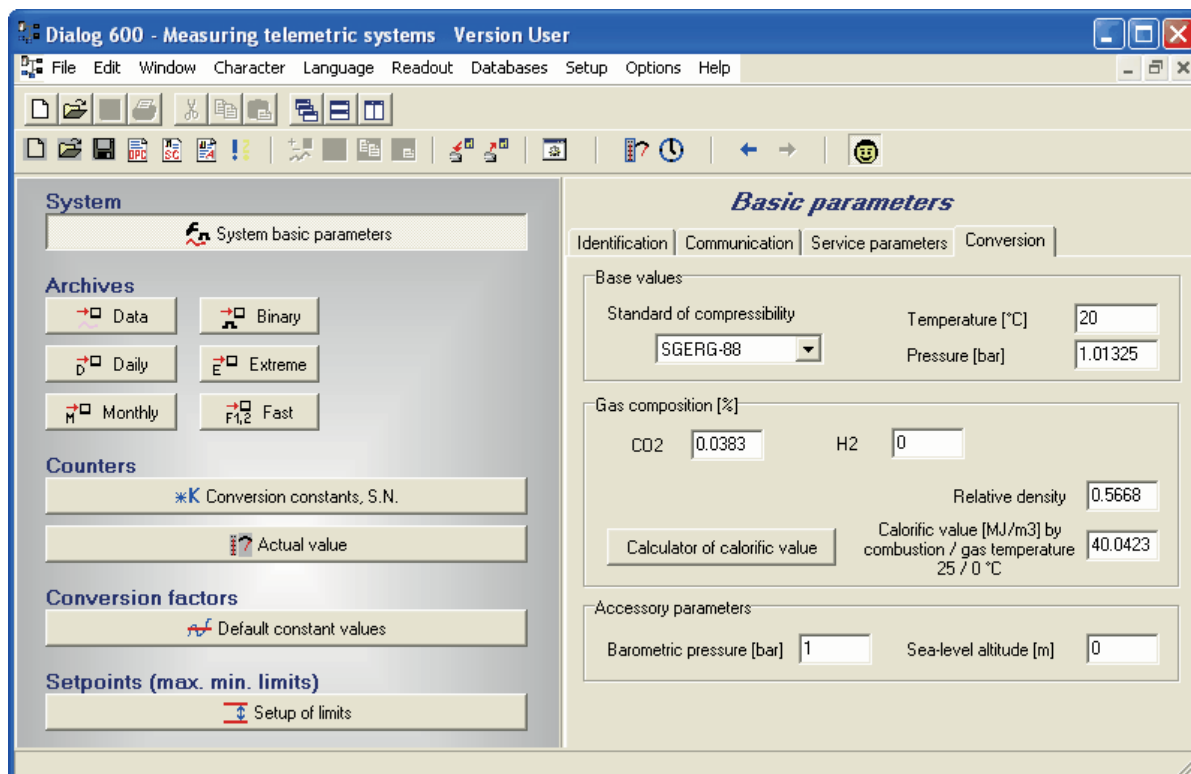 Dialog 600 - Measuring telemetric systems   Version User
File Edit Window Character Language Readout Databases Setup Options Help
System
System basic parameters
Archives
Data Binary
Daily Extreme
Monthly Fast
Counters
*K Conversion constants, S.N.
Actual value
Conversion factors
Default constant values
Setpoints (max. min. limits)
Setup of limits
Basic parameters
Identification Communication Service parameters Conversion
Base values
Standard of compressibility
SGERG-88
Temperature [°C] 20
Pressure [bar] 1.01325
Gas composition [%]
CO2 0.0383 H2 0
Relative density 0.5668
Calculator of calorific value
Calorific value [MJ/m3] by
combustion / gas temperature 40.0423
25 / 0 °C
Accessory parameters
Barometric pressure [bar] 1 Sea-level altitude [m] 0